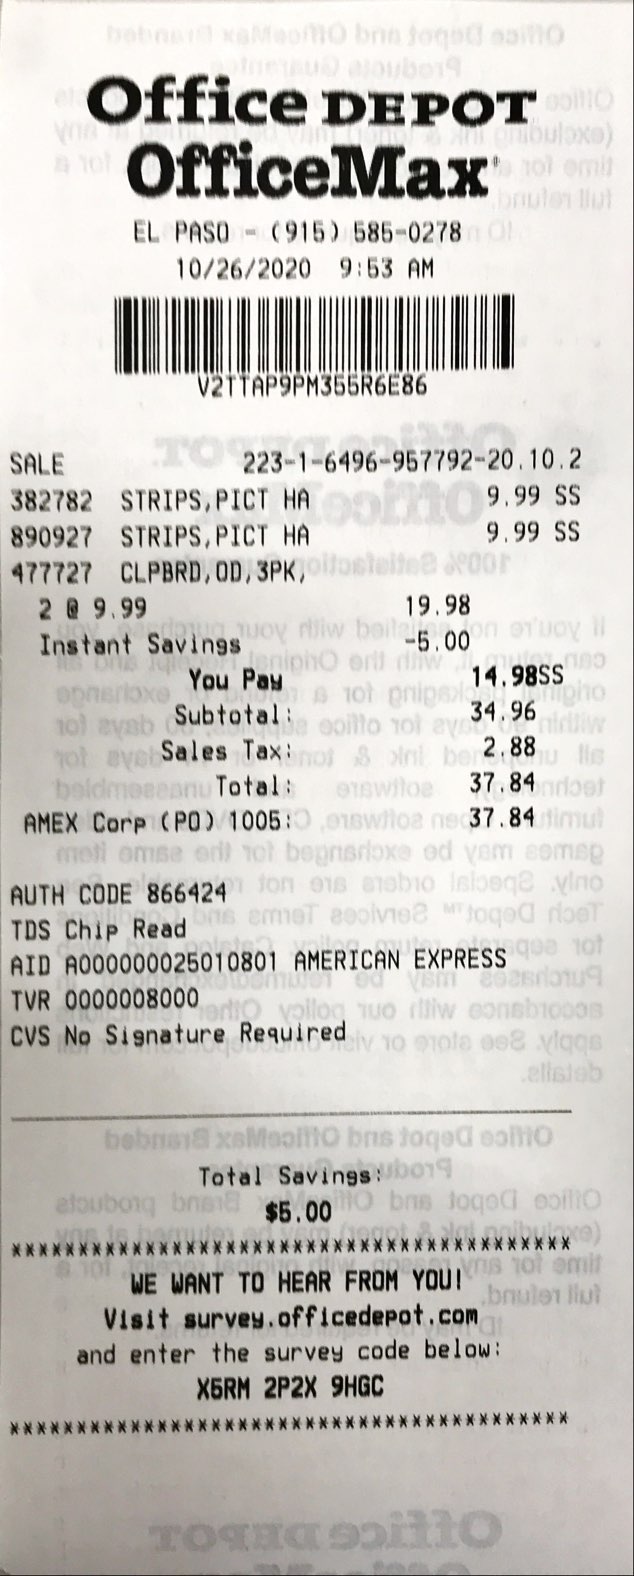 Office DEPOT
OfficeMax®
EL PASO - (915) 585-0278
10/26/2020 9:53 AM
V2TTAP9PM355R6E86
SALE 223-1-6496-957792-20.10.2
382782 STRIPS,PICT HA 9.99 SS
890927 STRIPS,PICT HA 9.99 SS
477727 CLPBRD,OD,3PK,
2 @ 9.99 19.98
Instant Savings -5.00
You Pay 14.98SS
Subtotal: 34.96
Sales Tax: 2.88
Total: 37.84
AMEX Corp (PO) 1005: 37.84
AUTH CODE 866424
TDS Chip Read
AID A000000025010801 AMERICAN EXPRESS
TVR 0000008000
CVS No Signature Required
Total Savings:
$5.00
******************************************
WE WANT TO HEAR FROM YOU!
Visit survey.officedepot.com
and enter the survey code below:
X5RM 2P2X 9HGC
******************************************